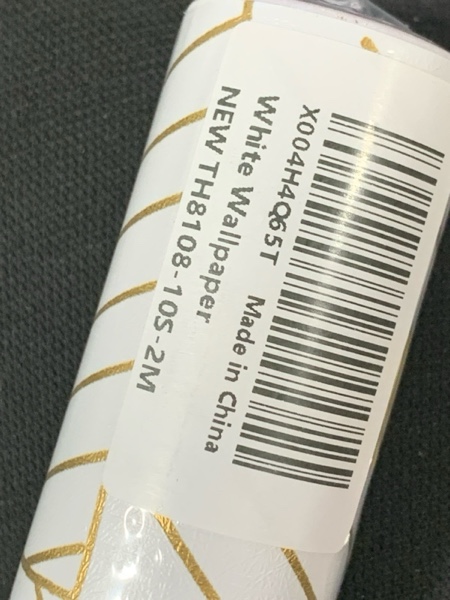 X004H4Q65T Made in China
White Wallpaper
NEW TH8108-10S-2M